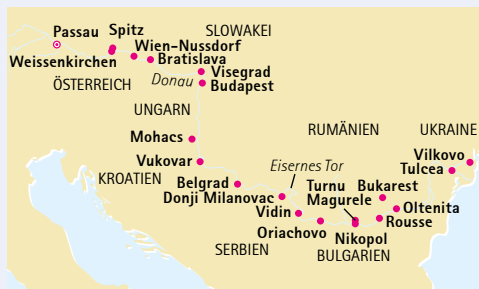 Passau
Spitz
SLOWAKEI
Wien-Nussdorf
Weissenkirchen
Bratislava
ÖSTERREICH
Donau
Visegrad
Budapest
UNGARN
RUMÄNIEN
UKRAINE
Mohacs
Vilkovo
Vukovar
Eisernes Tor
Tulcea
KROATIEN
Belgrad
Turnu
Magurele
Bukarest
Donji Milanovac
Oltenita
Vidin
Rousse
Oriachovo
Nikopol
SERBIEN
BULGARIEN